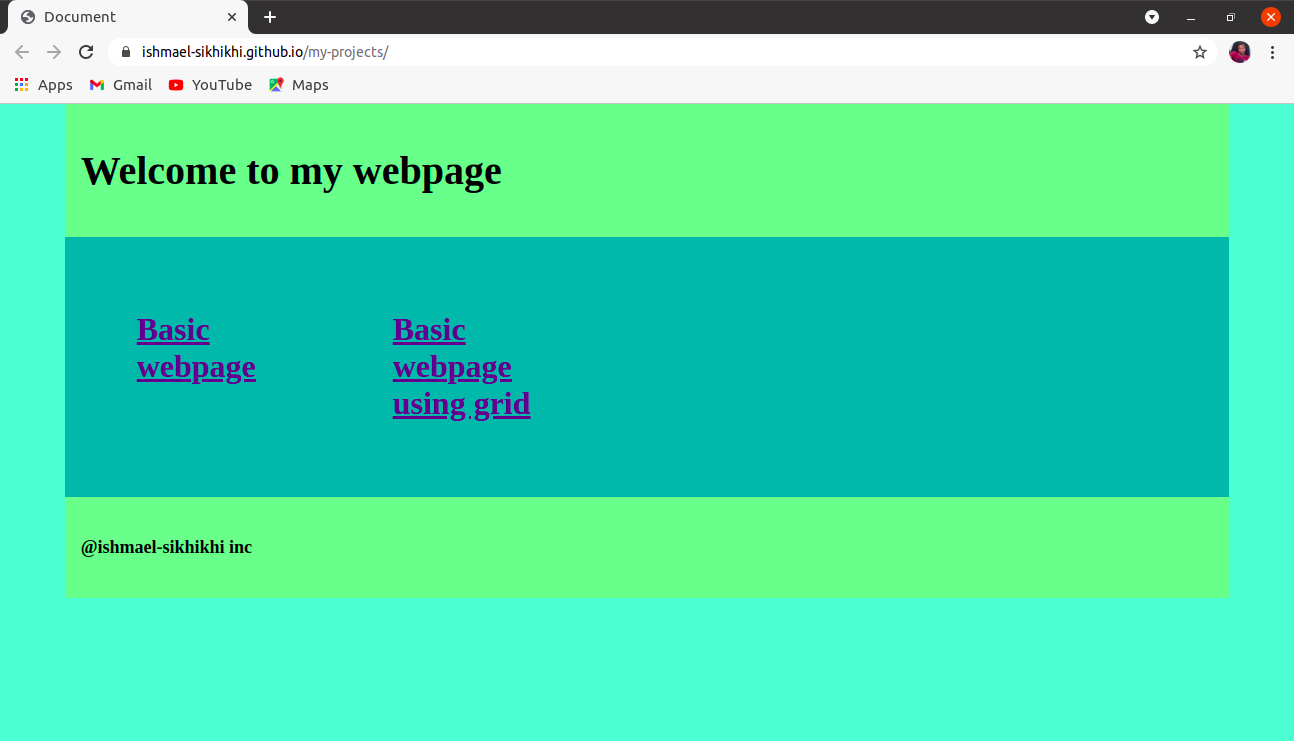 Document
ishmael-sikhikhi.github.io/my-projects/
Apps Gmail YouTube Maps
Welcome to my webpage
Basic webpage
Basic webpage using grid
@ishmael-sikhikhi inc